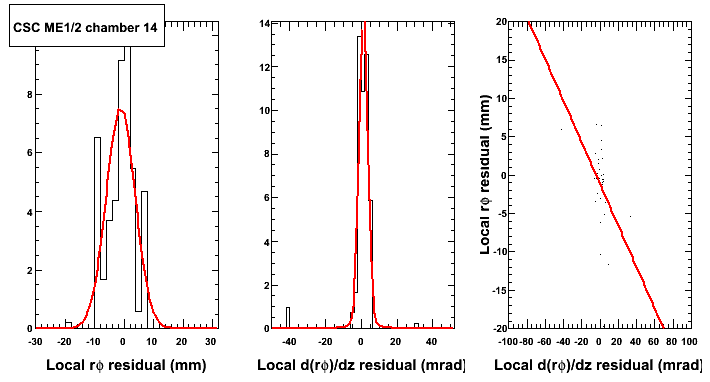 CSC ME1/2 chamber 14
8
6
4
2
0
-30 -20 -10 0 10 20 30
Local rϕ residual (mm)
14
12
10
8
6
4
2
0
-40 -20 0 20 40
Local d(rϕ)/dz residual (mrad)
Local rϕ residual (mm)
20
15
10
5
0
-5
-10
-15
-20
-100 -80 -60 -40 -20 0 20 40 60 80 100
Local d(rϕ)/dz residual (mrad)